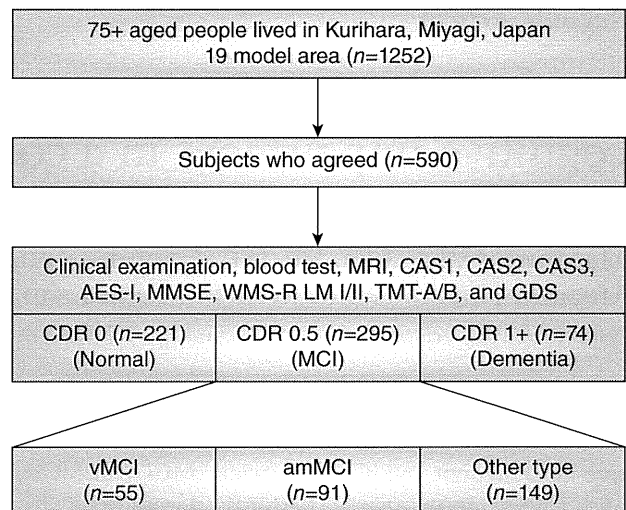 75+ aged people lived in Kurihara, Miyagi, Japan
19 model area (n=1252)
Subjects who agreed (n=590)
Clinical examination, blood test, MRI, CAS1, CAS2, CAS3,
AES-I, MMSE, WMS-R LM I/II, TMT-A/B, and GDS
CDR 0 (n=221)
(Normal)
CDR 0.5 (n=295)
(MCI)
CDR 1+ (n=74)
(Dementia)
vMCI
(n=55)
amMCI
(n=91)
Other type
(n=149)